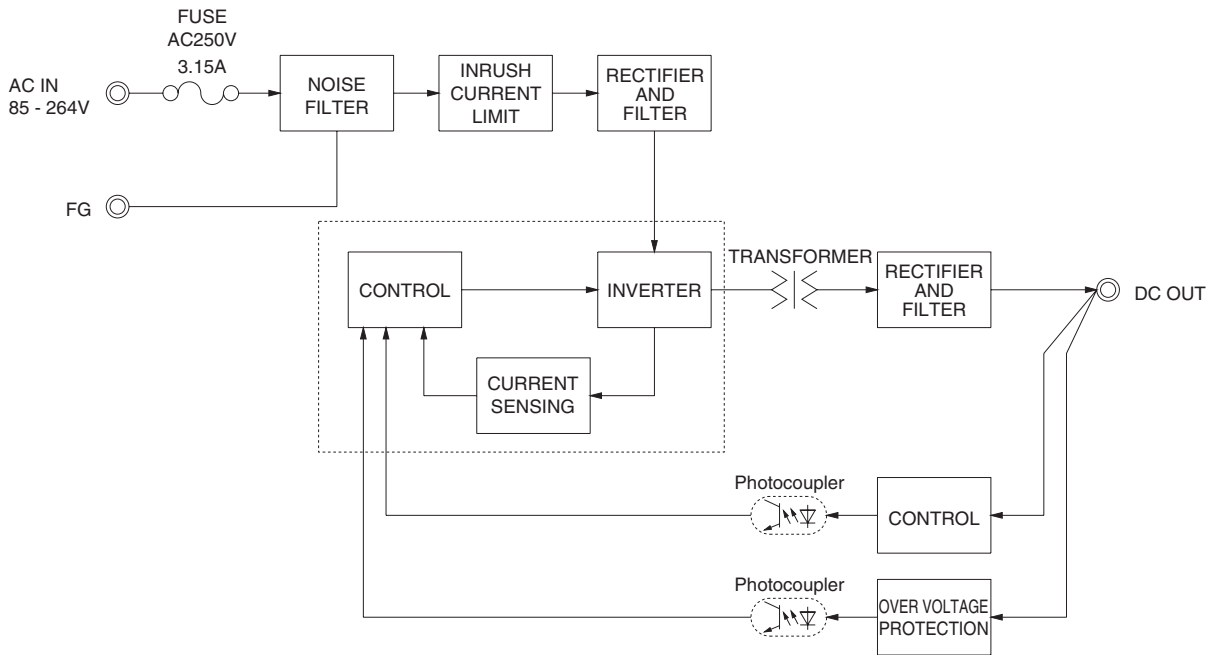 FUSE
AC250V
3.15A
AC IN
85 - 264V
NOISE
FILTER
INRUSH
CURRENT
LIMIT
RECTIFIER
AND
FILTER
FG
CONTROL
INVERTER
TRANSFORMER
RECTIFIER
AND
FILTER
DC OUT
CURRENT
SENSING
Photocoupler
CONTROL
Photocoupler
OVER VOLTAGE
PROTECTION